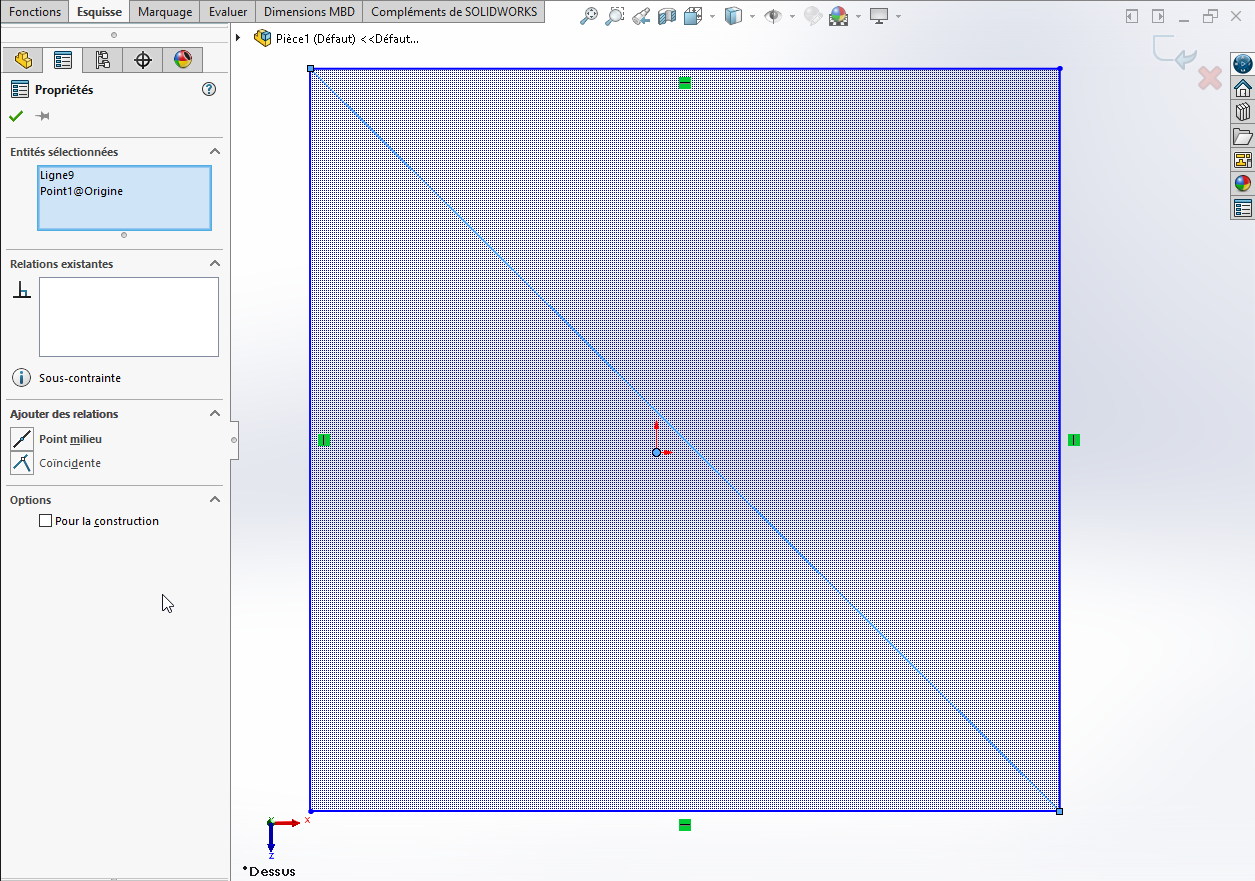 Fonctions Esquisse Marquage Evaluer Dimensions MBD Compléments de SOLIDWORKS
Pièce1 (Défaut) <<Défaut...
Propriétés
Entités sélectionnées
Ligne9
Point1@Origine
Relations existantes
Sous-contrainte
Ajouter des relations
Point milieu
Coïncidente
Options
Pour la construction
Y
X
Z
*Dessus